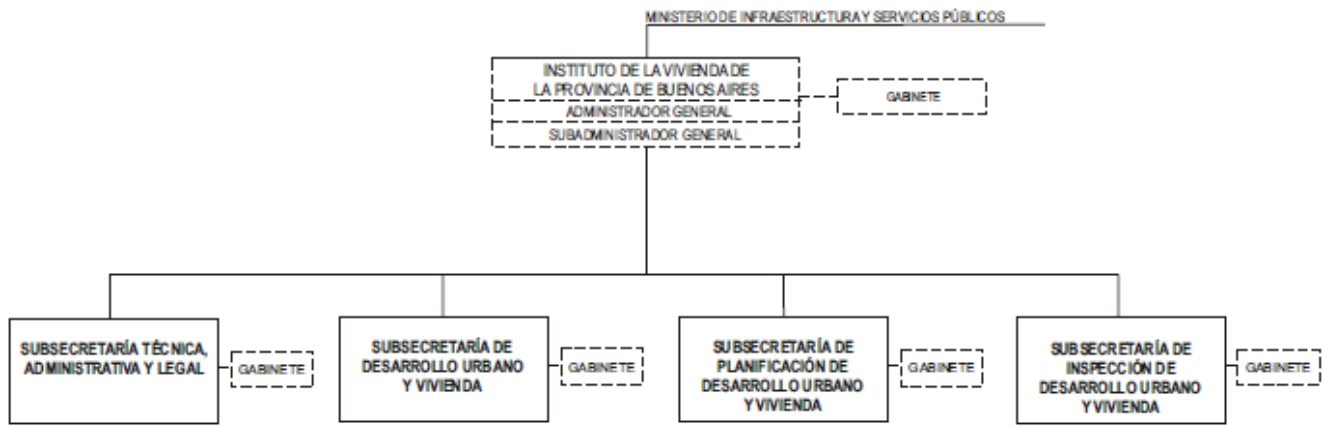 MINISTERIO DE INFRAESTRUCTURA Y SERVICIOS PÚBLICOS
INSTITUTO DE LA VIVIENDA DE
LA PROVINCIA DE BUENOS AIRES
ADMINISTRADOR GENERAL
SUBADMINISTRADOR GENERAL
GABINETE
SUBSECRETARÍA TÉCNICA,
ADMINISTRATIVA Y LEGAL
GABINETE
SUBSECRETARÍA DE
DESARROLLO URBANO
Y VIVIENDA
GABINETE
SUBSECRETARÍA DE
PLANIFICACIÓN DE
DESARROLLO URBANO
Y VIVIENDA
GABINETE
SUBSECRETARÍA DE
INSPECCIÓN DE
DESARROLLO URBANO
Y VIVIENDA
GABINETE